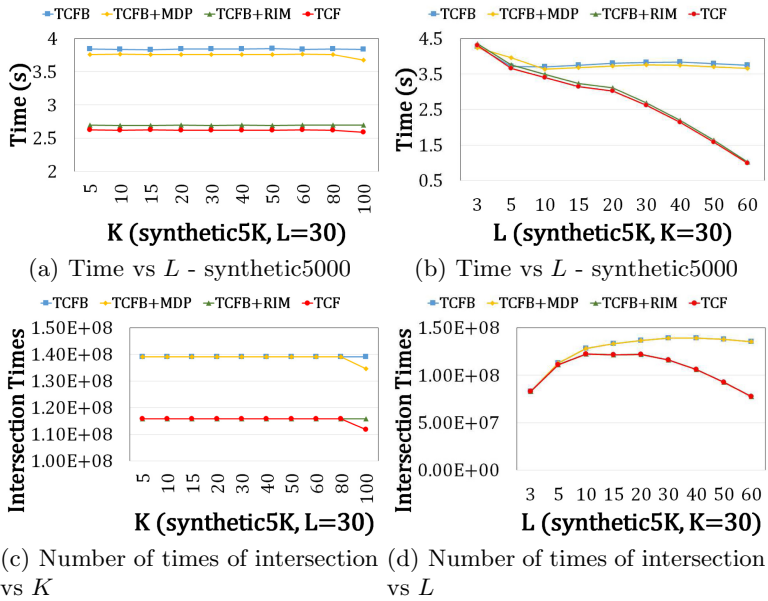 TCFB TCFB+MDP TCFB+RIM TCF
4
3.5
3
2.5
2
Time (s)
5 10 15 20 30 40 50 60 80 100
K (synthetic5K, L=30)
(a) Time vs L - synthetic5000
TCFB TCFB+MDP TCFB+RIM TCF
4.5
3.5
2.5
1.5
0.5
Time (s)
3 5 10 15 20 30 40 50 60
L (synthetic5K, K=30)
(b) Time vs L - synthetic5000
TCFB TCFB+MDP TCFB+RIM TCF
1.50E+08
1.40E+08
1.30E+08
1.20E+08
1.10E+08
1.00E+08
Intersection Times
5 10 15 20 30 40 50 60 80 100
K (synthetic5K, L=30)
(c) Number of times of intersection
vs K
TCFB TCFB+MDP TCFB+RIM TCF
1.50E+08
1.00E+08
5.00E+07
0.00E+00
Intersection Times
3 5 10 15 20 30 40 50 60
L (synthetic5K, K=30)
(d) Number of times of intersection
vs L